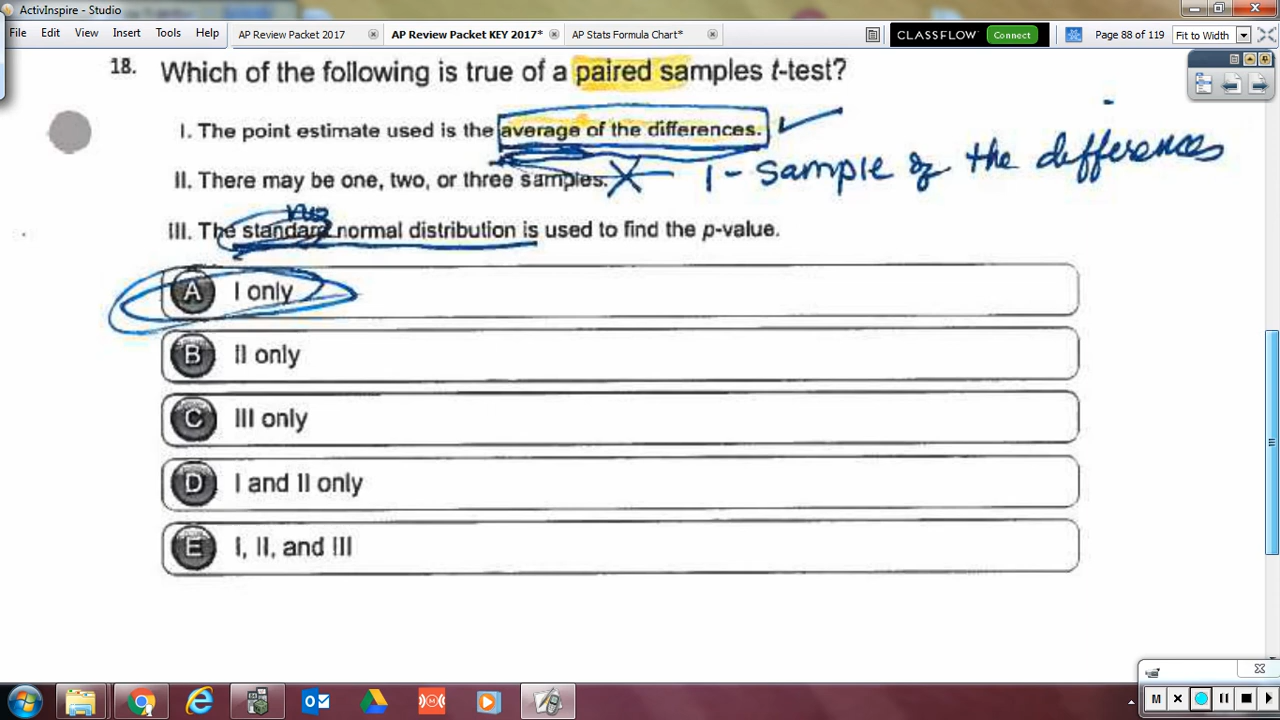 ActivInspire - Studio
File Edit View Insert Tools Help AP Review Packet 2017 AP Review Packet KEY 2017* AP Stats Formula Chart* CLASSFLOW Connect Page 88 of 119 Fit to Width
18. Which of the following is true of a paired samples t-test?
I. The point estimate used is the average of the differences.
II. There may be one, two, or three samples. 1 - sample of the differences
no
III. The standard normal distribution is used to find the p-value.
A I only
B II only
C III only
D I and II only
E I, II, and III
M